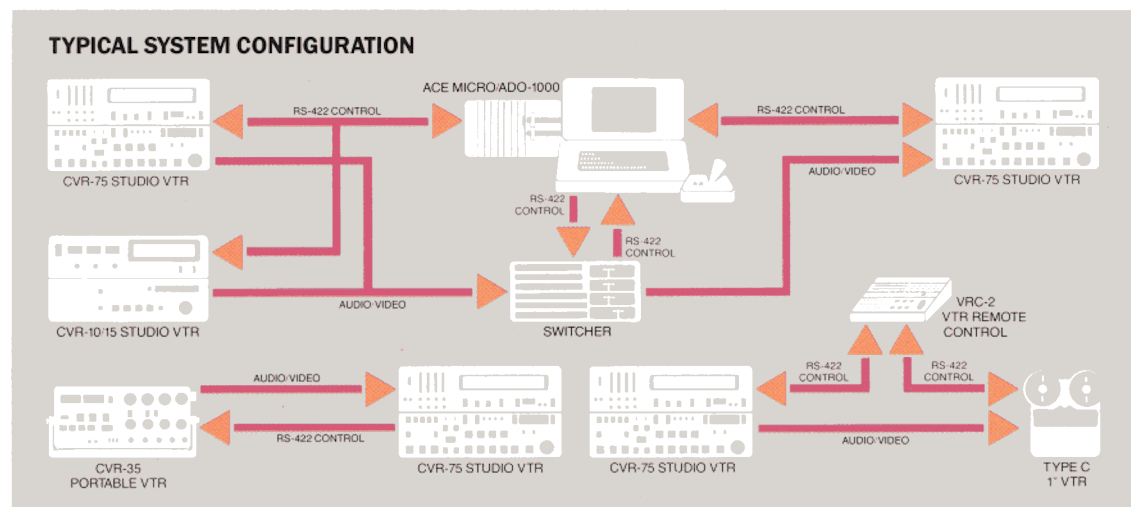 TYPICAL SYSTEM CONFIGURATION
ACE MICRO/ADO-1000
RS-422 CONTROL
RS-422 CONTROL
CVR-75 STUDIO VTR
AUDIO/VIDEO
CVR-75 STUDIO VTR
RS-422
CONTROL
RS-422
CONTROL
CVR-10/15 STUDIO VTR
AUDIO/VIDEO
SWITCHER
VRC-2
VTR REMOTE
CONTROL
AUDIO/VIDEO
RS-422
CONTROL
RS-422
CONTROL
RS-422 CONTROL
AUDIO/VIDEO
CVR-35
PORTABLE VTR
CVR-75 STUDIO VTR
CVR-75 STUDIO VTR
TYPE C
1" VTR